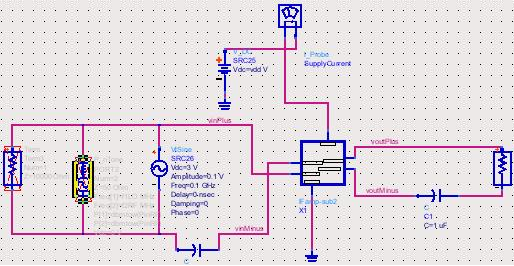 V_DC
SRC25
Vdc=vdd V
I_Probe
SupplyCurrent
vinPlus
VtSine
SRC26
Vdc=3 V
Amplitude=0.1 V
Freq=0.1 GHz
Delay=0 nsec
Damping=0
Phase=0
vinMinus
X1
voutPlus
voutMinus
C
C1
C=1 uF
C